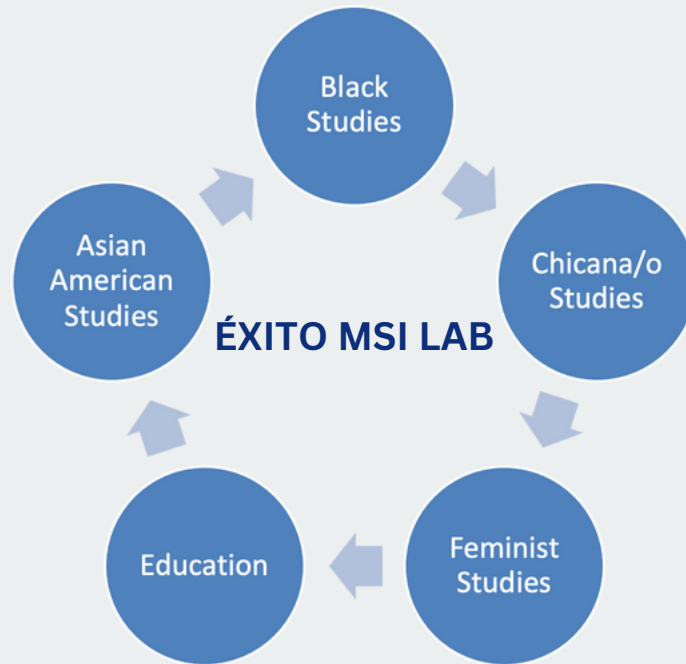 Black
Studies
Chicana/o
Studies
Feminist
Studies
Education
Asian
American
Studies
ÉXITO MSI LAB